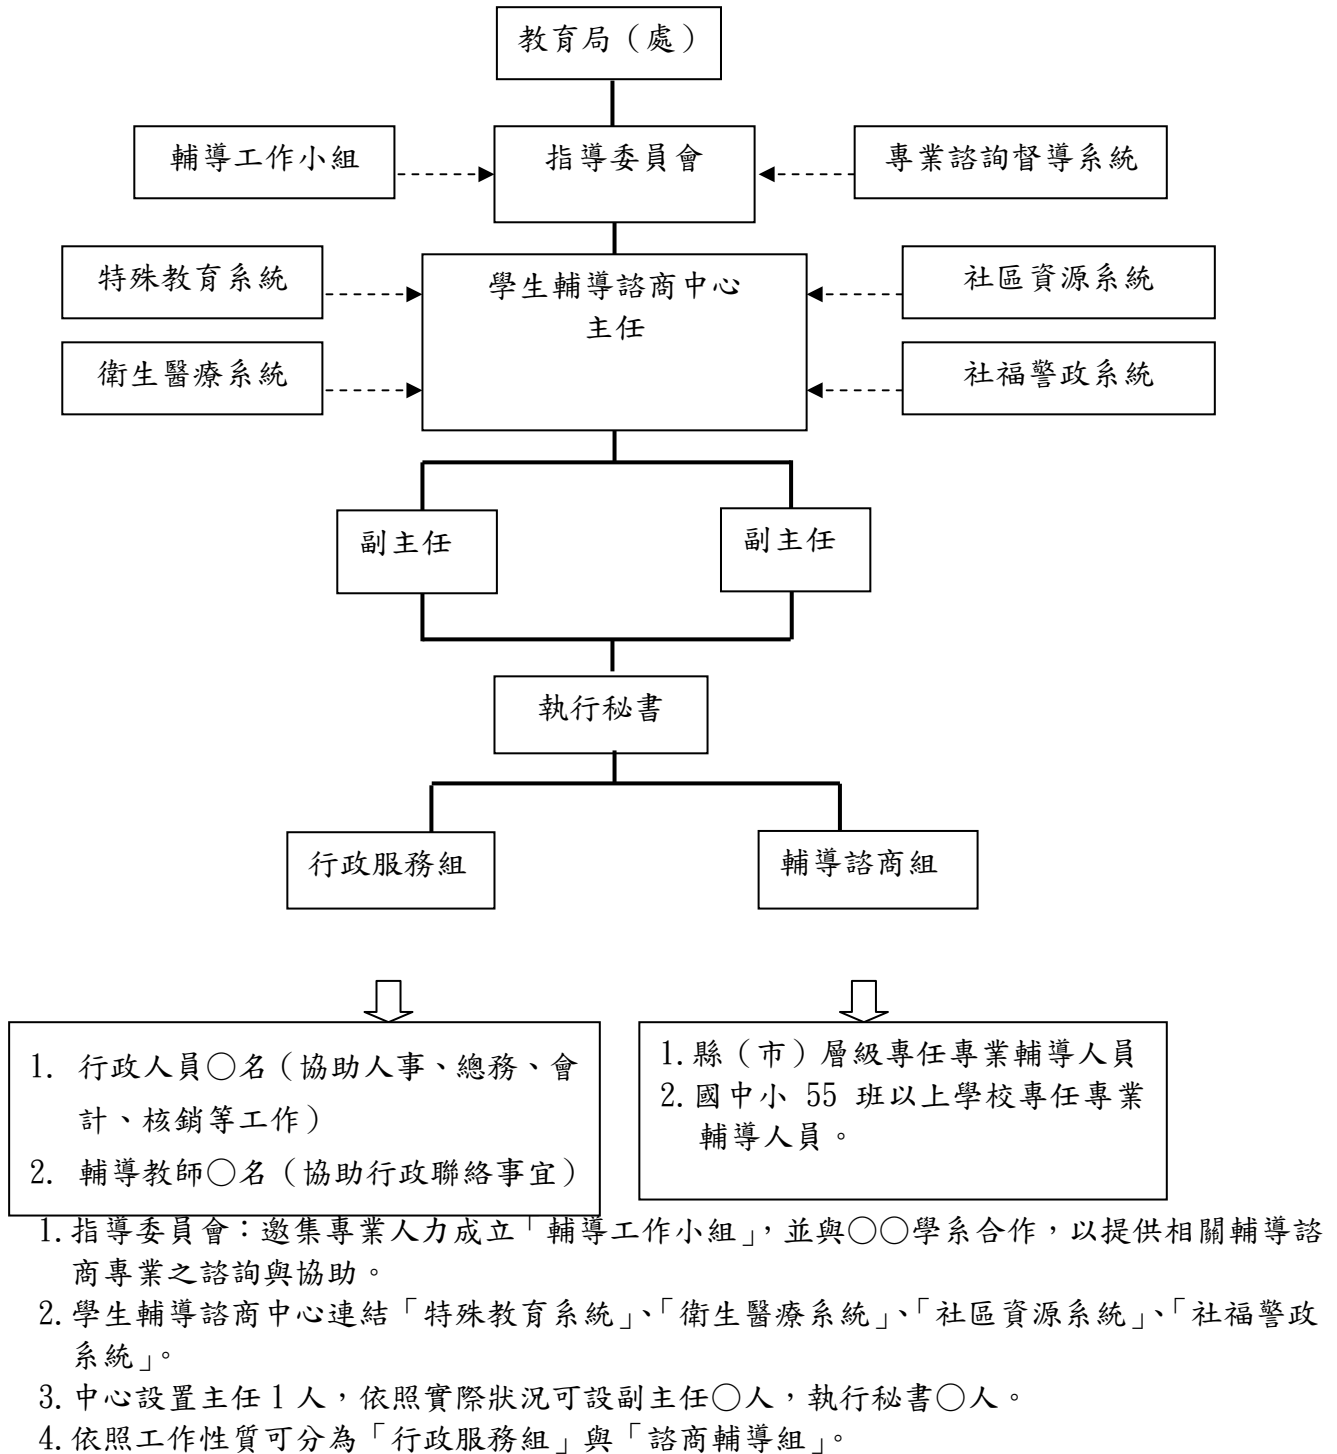 教育局（處）
輔導工作小組
指導委員會
專業諮詢督導系統
特殊教育系統
學生輔導諮商中心
主任
社區資源系統
衛生醫療系統
社福警政系統
副主任
副主任
執行秘書
行政服務組
輔導諮商組
1. 行政人員○名（協助人事、總務、會
計、核銷等工作）
2. 輔導教師○名（協助行政聯絡事宜）
1.縣（市）層級專任專業輔導人員
2.國中小 55 班以上學校專任專業
輔導人員。
1.指導委員會：邀集專業人力成立「輔導工作小組」，並與○○學系合作，以提供相關輔導諮
商專業之諮詢與協助。
2.學生輔導諮商中心連結「特殊教育系統」、「衛生醫療系統」、「社區資源系統」、「社福警政
系統」。
3.中心設置主任1人，依照實際狀況可設副主任○人，執行秘書○人。
4.依照工作性質可分為「行政服務組」與「諮商輔導組」。